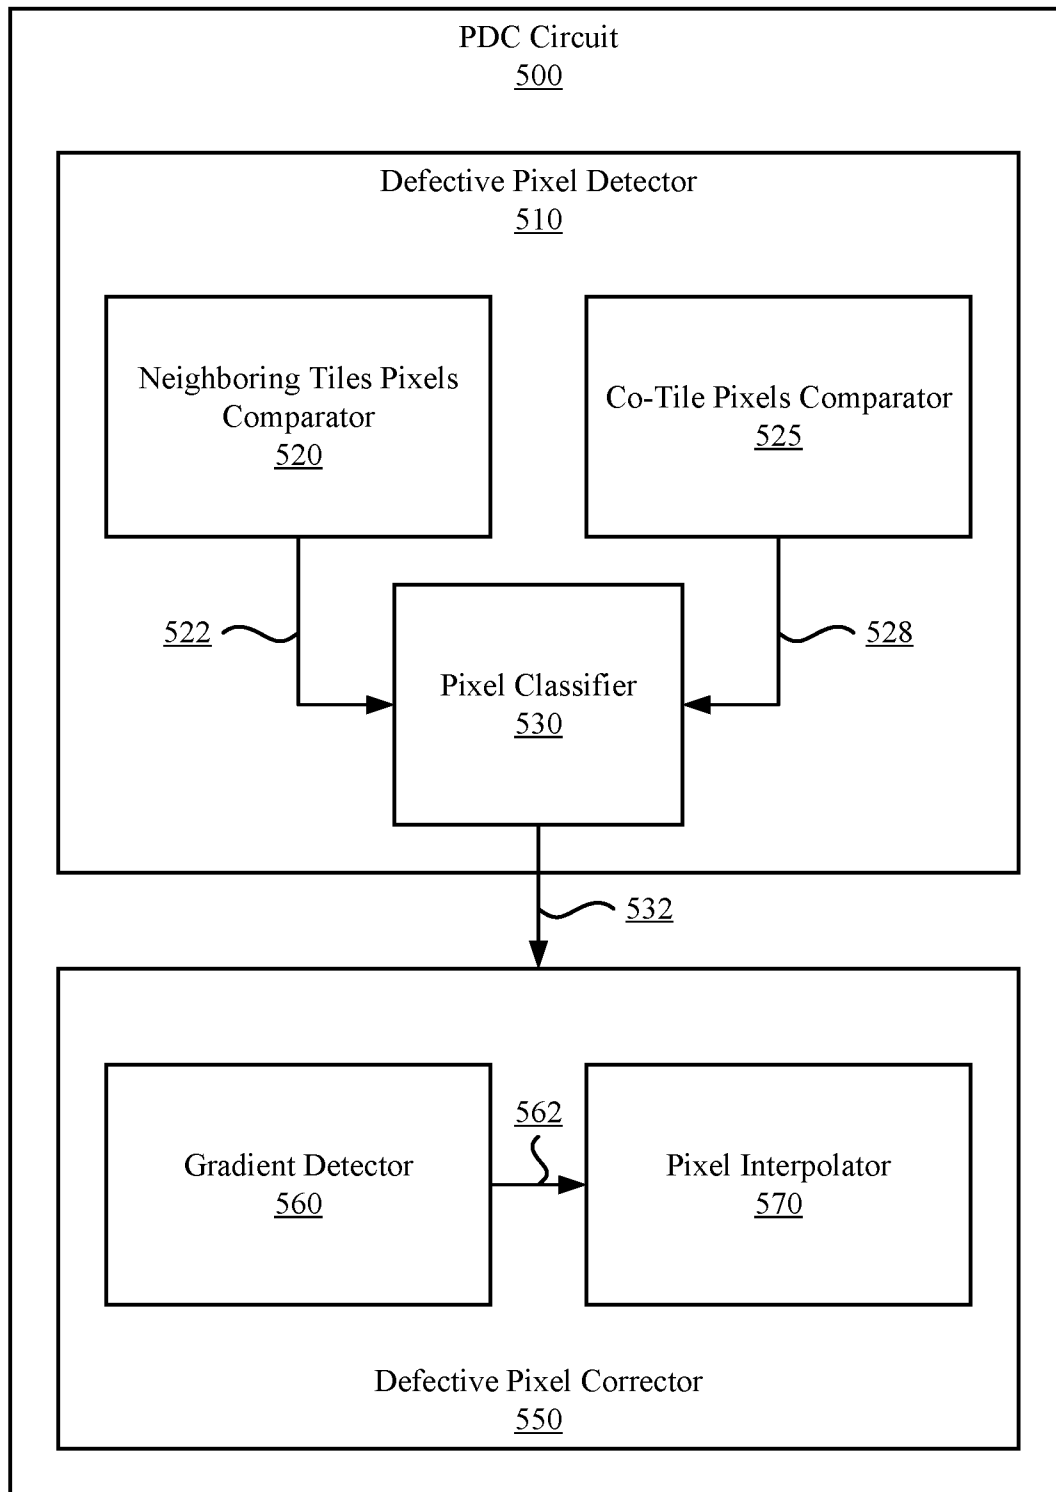 PDC Circuit
500
Defective Pixel Detector
510
Neighboring Tiles Pixels
Comparator
520
Co-Tile Pixels Comparator
525
522
528
Pixel Classifier
530
532
562
Gradient Detector
560
Pixel Interpolator
570
Defective Pixel Corrector
550